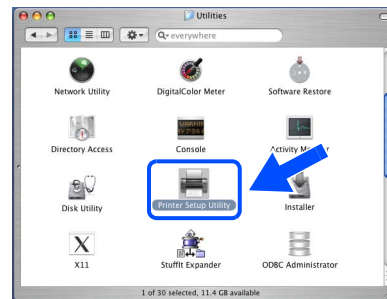 Utilities
everywhere
Network Utility
DigitalColor Meter
Software Restore
Directory Access
Console
Activity
Disk Utility
Printer Setup Utility
Installer
X11
StuffIt Expander
ODBC Administrator
1 of 30 selected, 11.4 GB available